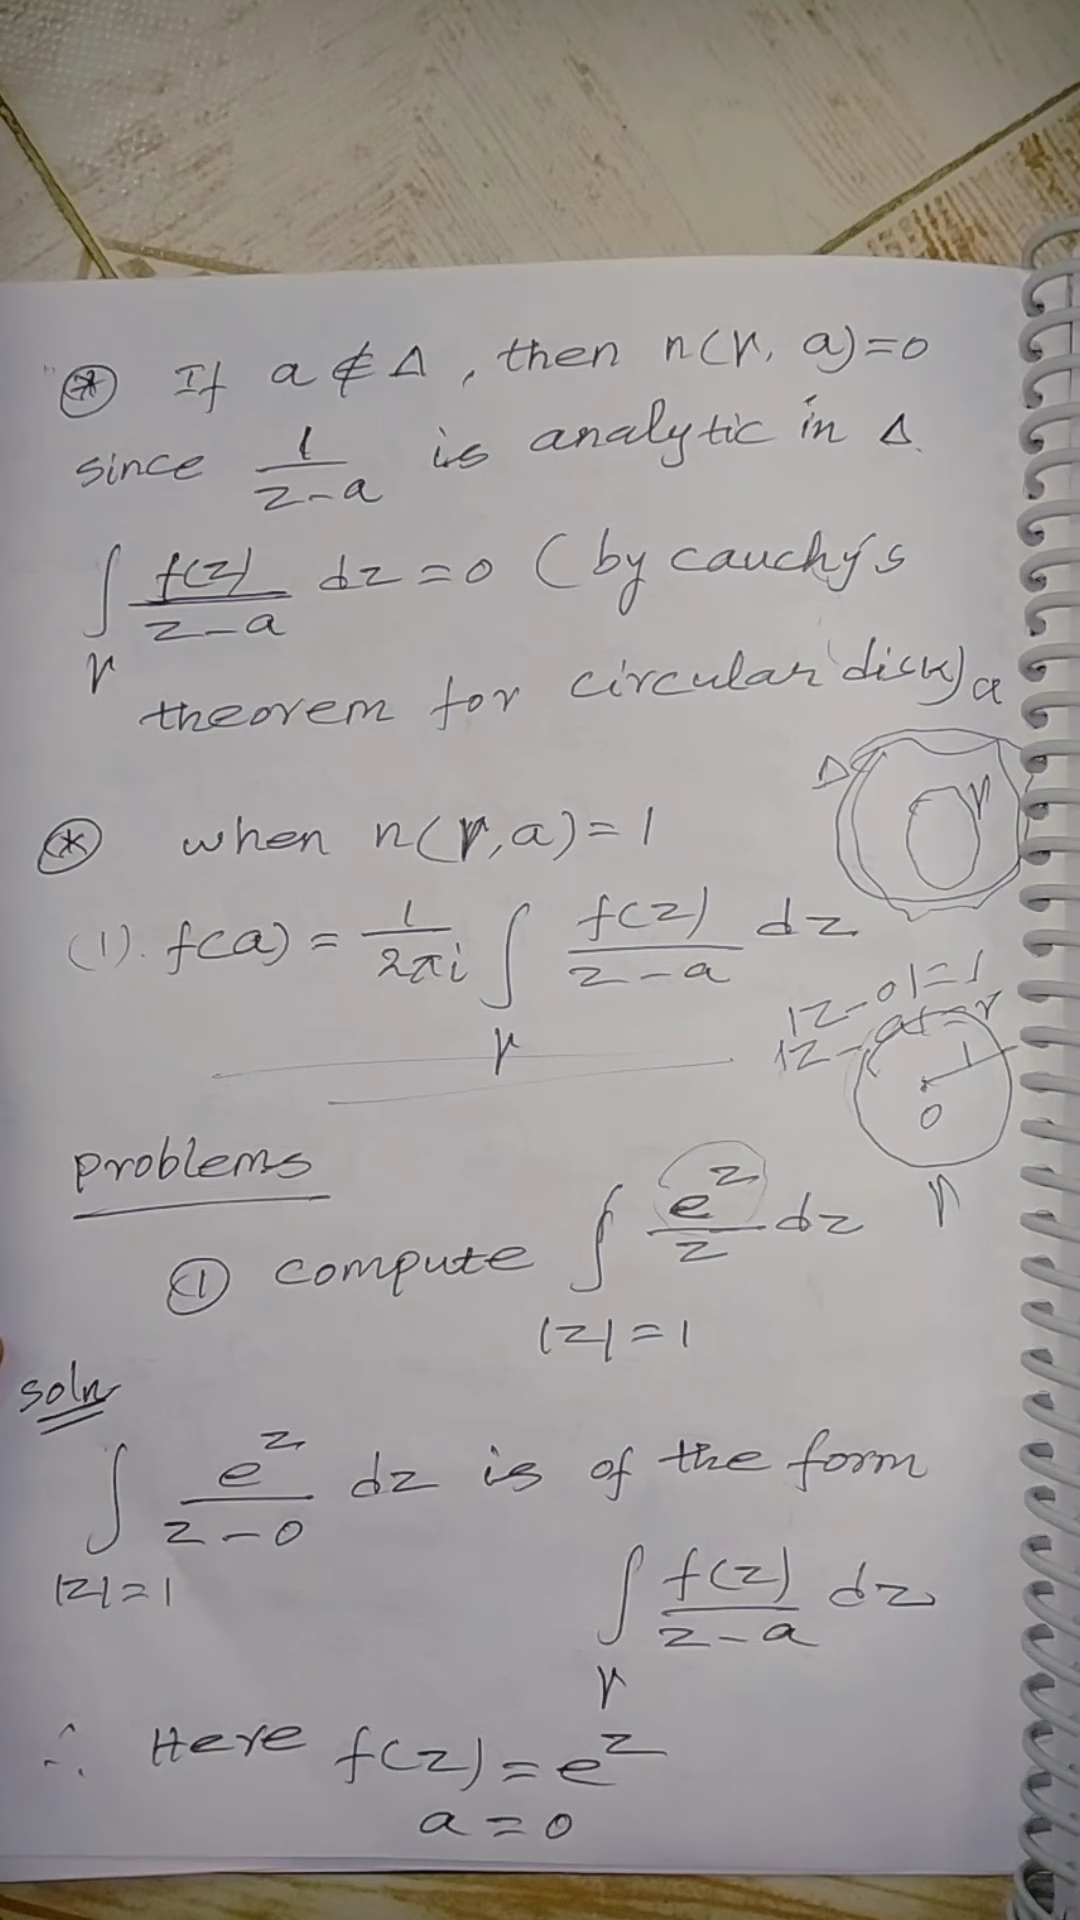 ⊛ If a ∉ Δ, then n(γ, a)=0
since 1/(z-a) is analytic in Δ.
∫_γ f(z)/(z-a) dz = 0 (by cauchy's
theorem for circular disk)
a
Δ
γ
⊛ when n(γ, a)=1
(1). f(a) = 1/(2πi) ∫_γ f(z)/(z-a) dz
|z-0|=1
|z-a|=r
1
0
γ
problems
① compute ∫_{|z|=1} e^z/z dz
soln
∫_{|z|=1} e^z/(z-0) dz is of the form
∫_γ f(z)/(z-a) dz
∴ Here f(z)=e^z
a=0